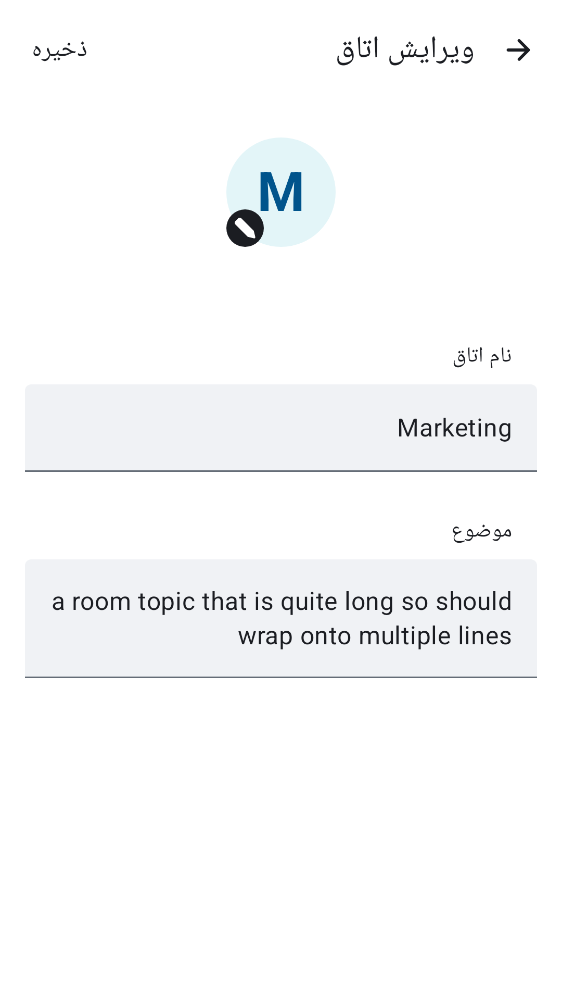 ویرایش اتاق
ذخیره
M
نام اتاق
Marketing
موضوع
a room topic that is quite long so should
wrap onto multiple lines